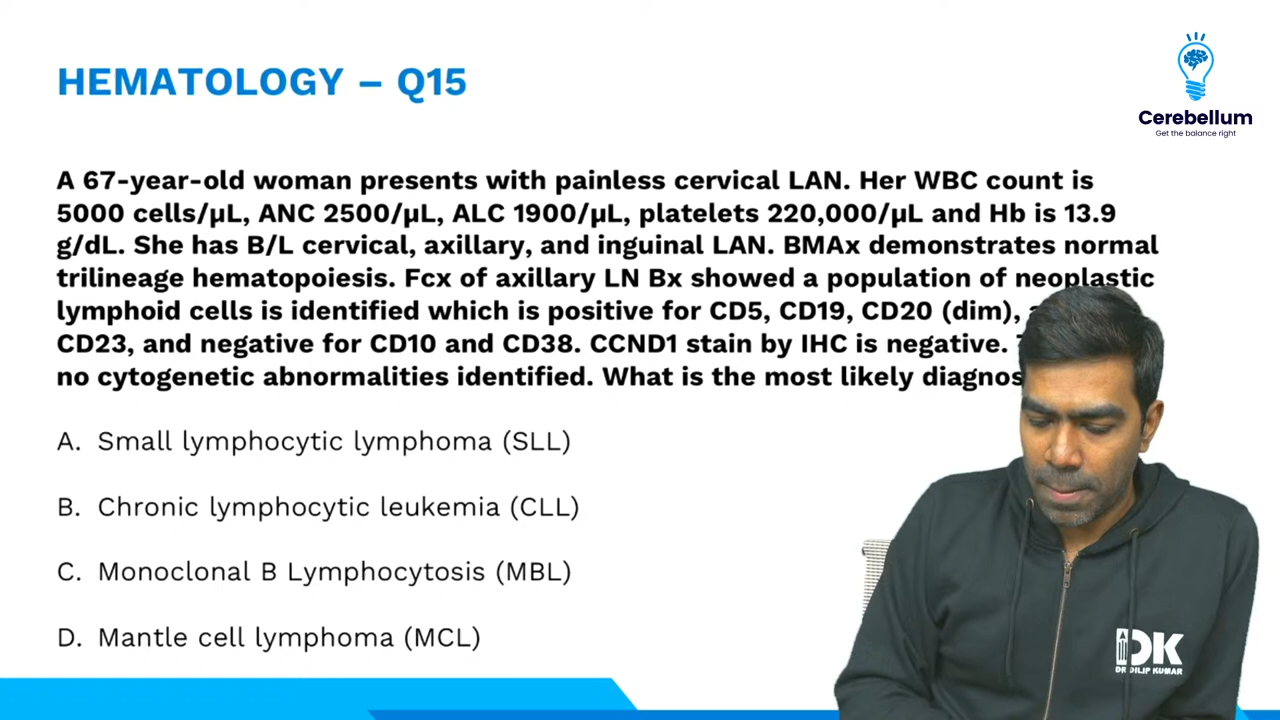 HEMATOLOGY – Q15
Cerebellum
Get the balance right
A 67-year-old woman presents with painless cervical LAN. Her WBC count is
5000 cells/µL, ANC 2500/µL, ALC 1900/µL, platelets 220,000/µL and Hb is 13.9
g/dL. She has B/L cervical, axillary, and inguinal LAN. BMAx demonstrates normal
trilineage hematopoiesis. Fcx of axillary LN Bx showed a population of neoplastic
lymphoid cells is identified which is positive for CD5, CD19, CD20 (dim),
CD23, and negative for CD10 and CD38. CCND1 stain by IHC is negative.
no cytogenetic abnormalities identified. What is the most likely
A. Small lymphocytic lymphoma (SLL)
B. Chronic lymphocytic leukemia (CLL)
C. Monoclonal B Lymphocytosis (MBL)
D. Mantle cell lymphoma (MCL)
DK
DR DILIP KUMAR